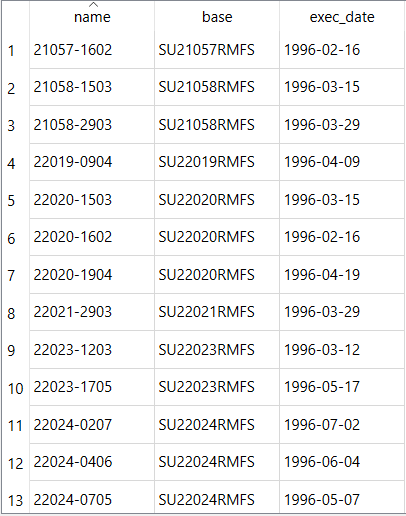 name base exec_date
1 21057-1602 SU21057RMFS 1996-02-16
2 21058-1503 SU21058RMFS 1996-03-15
3 21058-2903 SU21058RMFS 1996-03-29
4 22019-0904 SU22019RMFS 1996-04-09
5 22020-1503 SU22020RMFS 1996-03-15
6 22020-1602 SU22020RMFS 1996-02-16
7 22020-1904 SU22020RMFS 1996-04-19
8 22021-2903 SU22021RMFS 1996-03-29
9 22023-1203 SU22023RMFS 1996-03-12
10 22023-1705 SU22023RMFS 1996-05-17
11 22024-0207 SU22024RMFS 1996-07-02
12 22024-0406 SU22024RMFS 1996-06-04
13 22024-0705 SU22024RMFS 1996-05-07